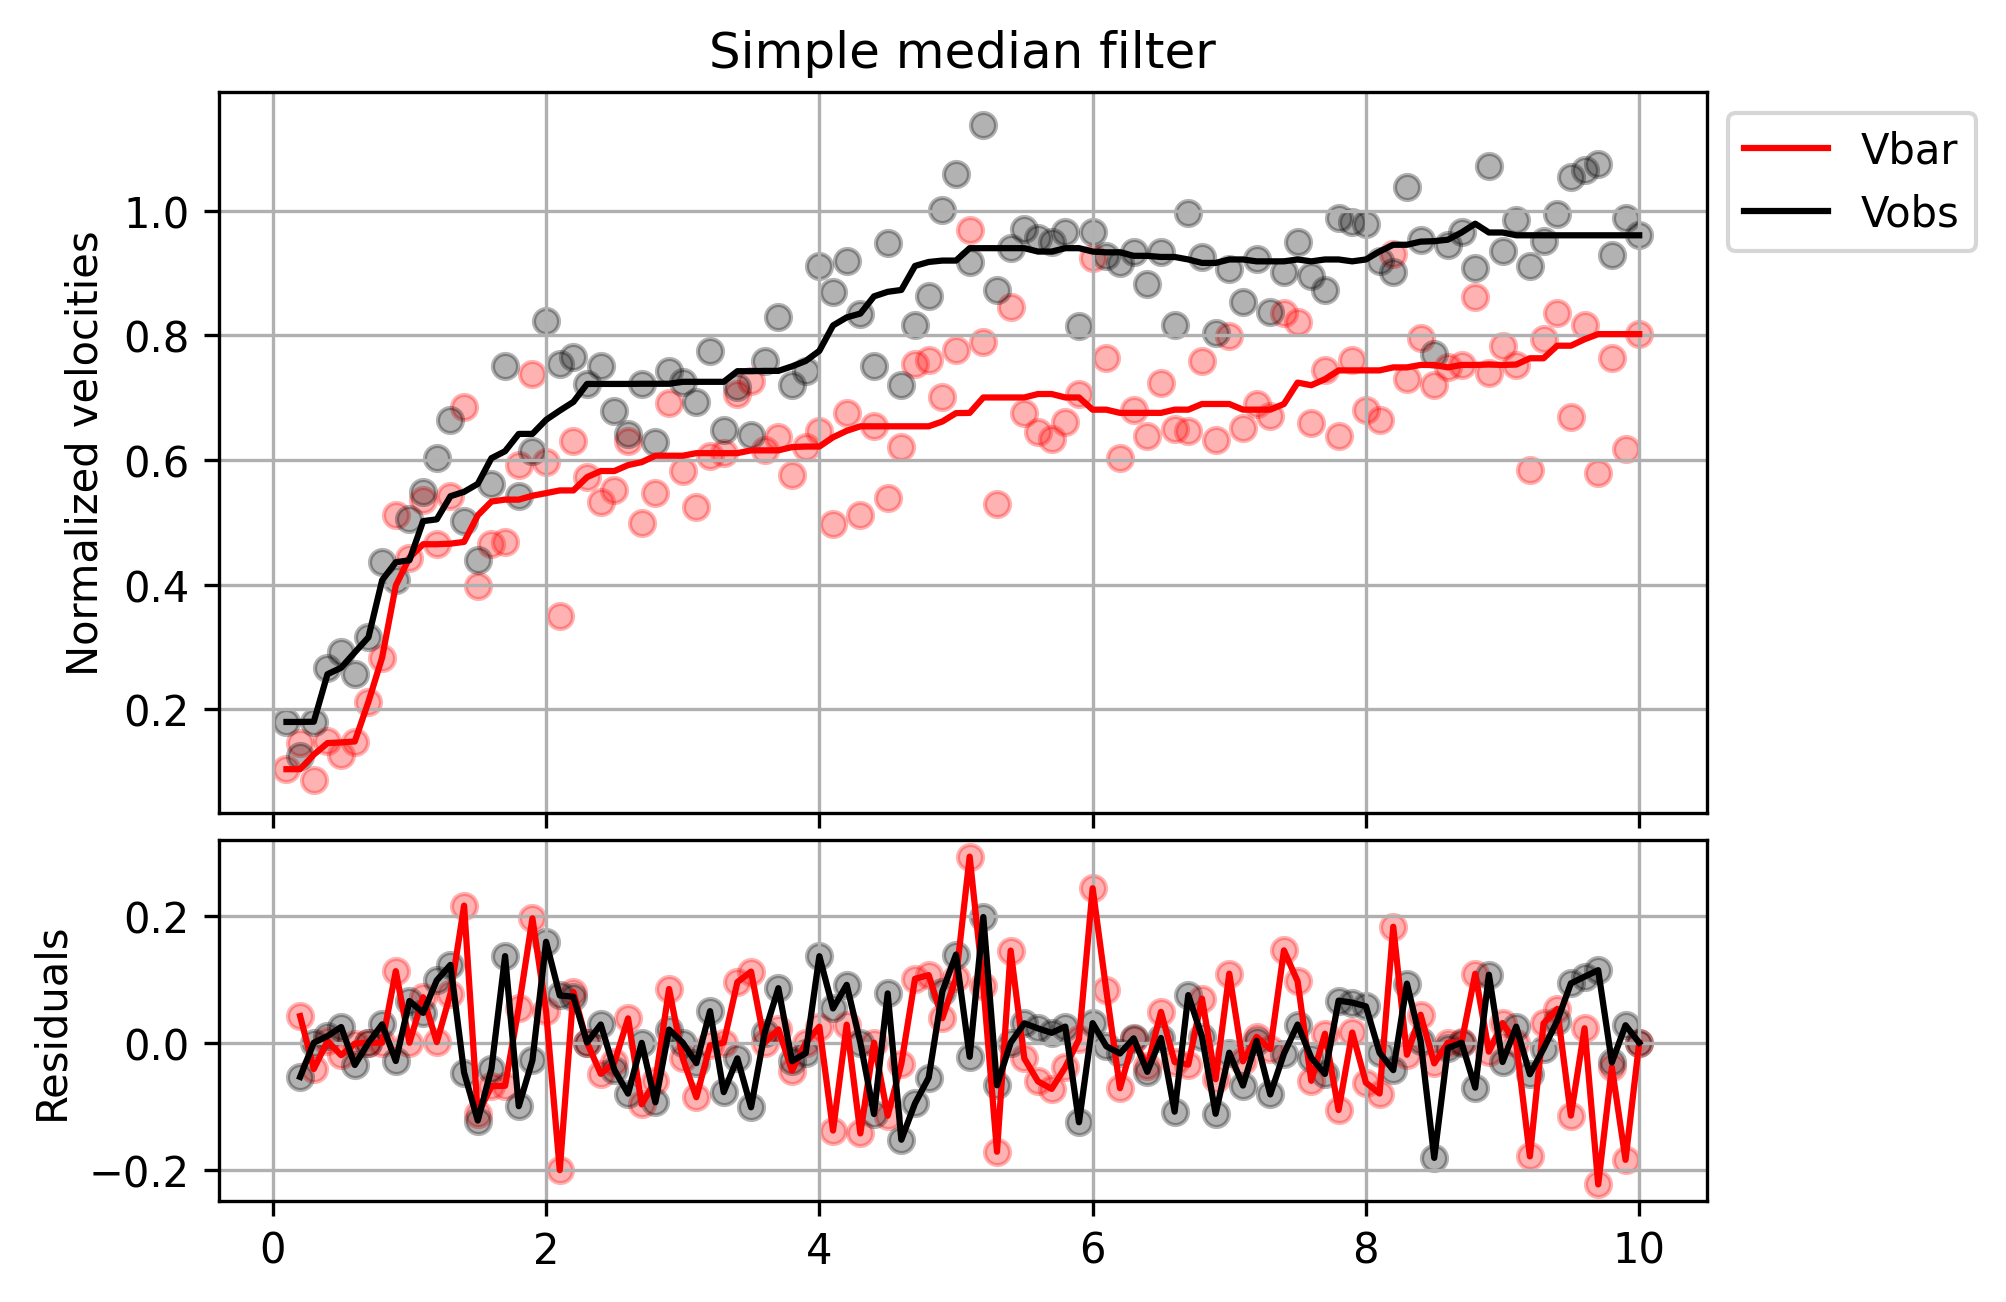 Simple median filter
Normalized velocities
1.0
0.8
0.6
0.4
0.2
Vbar
Vobs
Residuals
0.2
0.0
−0.2
0 2 4 6 8 10